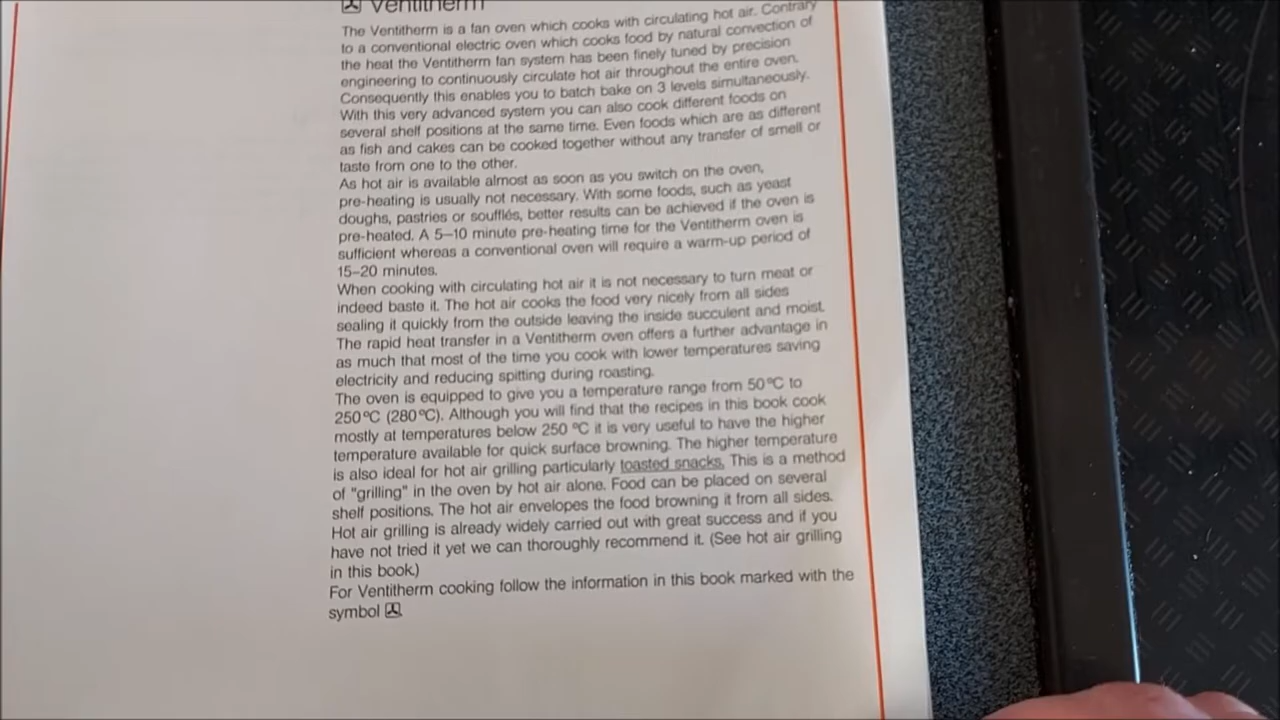 Ventitherm
The Ventitherm is a fan oven which cooks with circulating hot air. Contrary
to a conventional electric oven which cooks food by natural convection of
the heat the Ventitherm fan system has been finely tuned by precision
engineering to continuously circulate hot air throughout the entire oven.
Consequently this enables you to batch bake on 3 levels simultaneously.
With this very advanced system you can also cook different foods on
several shelf positions at the same time. Even foods which are as different
as fish and cakes can be cooked together without any transfer of smell or
taste from one to the other.
As hot air is available almost as soon as you switch on the oven,
pre-heating is usually not necessary. With some foods, such as yeast
doughs, pastries or soufflés, better results can be achieved if the oven is
pre-heated. A 5–10 minute pre-heating time for the Ventitherm oven is
sufficient whereas a conventional oven will require a warm-up period of
15–20 minutes.
When cooking with circulating hot air it is not necessary to turn meat or
indeed baste it. The hot air cooks the food very nicely from all sides
sealing it quickly from the outside leaving the inside succulent and moist.
The rapid heat transfer in a Ventitherm oven offers a further advantage in
as much that most of the time you cook with lower temperatures saving
electricity and reducing spitting during roasting.
The oven is equipped to give you a temperature range from 50 °C to
250 °C (280 °C). Although you will find that the recipes in this book cook
mostly at temperatures below 250 °C it is very useful to have the higher
temperature available for quick surface browning. The higher temperature
is also ideal for hot air grilling particularly toasted snacks. This is a method
of "grilling" in the oven by hot air alone. Food can be placed on several
shelf positions. The hot air envelopes the food browning it from all sides.
Hot air grilling is already widely carried out with great success and if you
have not tried it yet we can thoroughly recommend it. (See hot air grilling
in this book.)
For Ventitherm cooking follow the information in this book marked with the
symbol